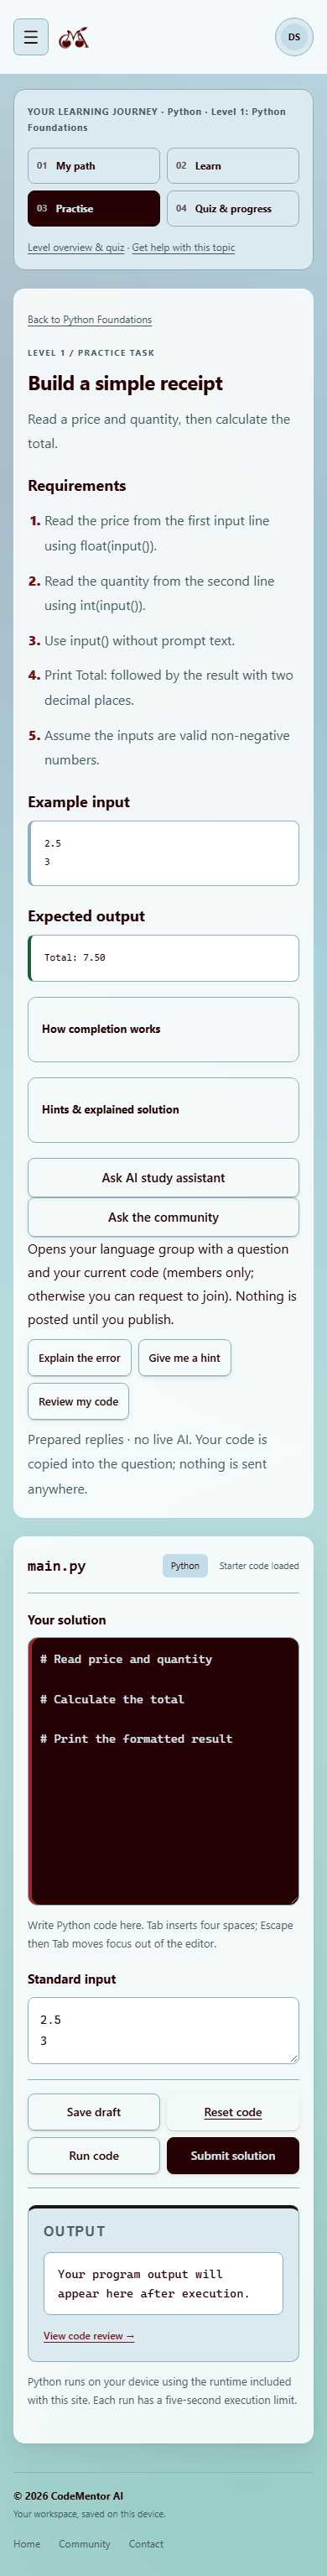 DS
YOUR LEARNING JOURNEY · Python · Level 1: Python
Foundations
01 My path
02 Learn
03 Practise
04 Quiz & progress
Level overview & quiz · Get help with this topic
Back to Python Foundations
LEVEL 1 / PRACTICE TASK
Build a simple receipt
Read a price and quantity, then calculate the
total.
Requirements
1. Read the price from the first input line
using float(input()).
2. Read the quantity from the second line
using int(input()).
3. Use input() without prompt text.
4. Print Total: followed by the result with two
decimal places.
5. Assume the inputs are valid non-negative
numbers.
Example input
2.5
3
Expected output
Total: 7.50
How completion works
Hints & explained solution
Ask AI study assistant
Ask the community
Opens your language group with a question
and your current code (members only;
otherwise you can request to join). Nothing is
posted until you publish.
Explain the error
Give me a hint
Review my code
Prepared replies · no live AI. Your code is
copied into the question; nothing is sent
anywhere.
main.py
Python
Starter code loaded
Your solution
# Read price and quantity
# Calculate the total
# Print the formatted result
Write Python code here. Tab inserts four spaces; Escape
then Tab moves focus out of the editor.
Standard input
2.5
3
Save draft
Reset code
Run code
Submit solution
OUTPUT
Your program output will
appear here after execution.
View code review →
Python runs on your device using the runtime included
with this site. Each run has a five-second execution limit.
© 2026 CodeMentor AI
Your workspace, saved on this device.
Home
Community
Contact